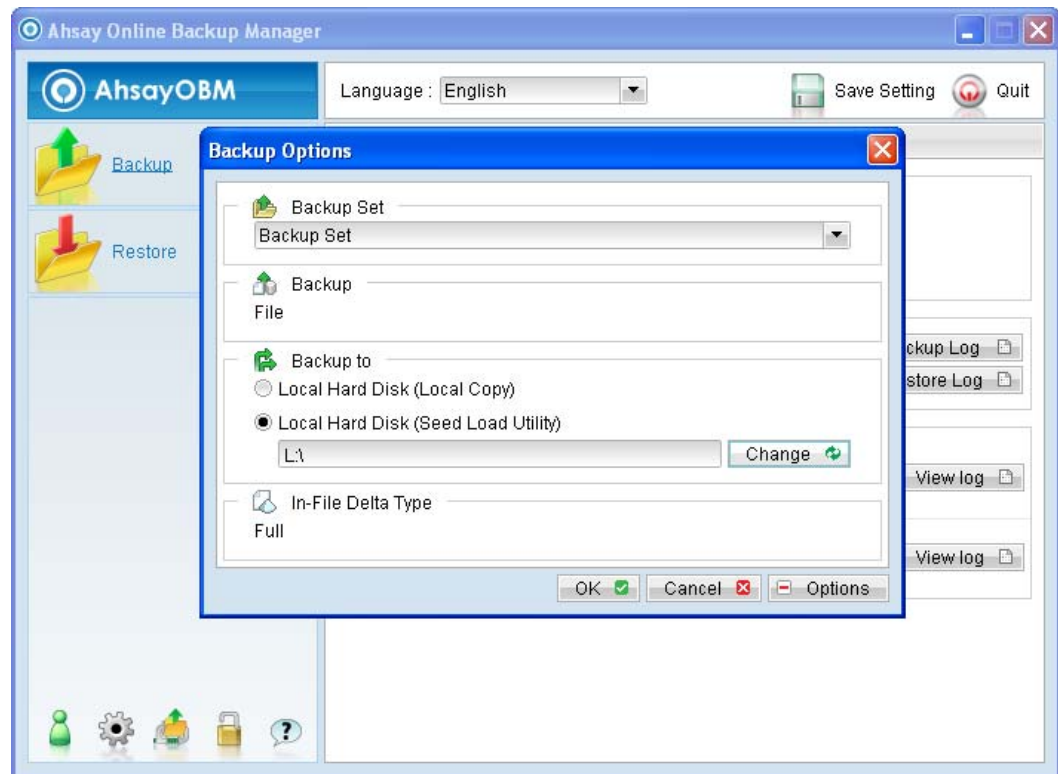 Ahsay Online Backup Manager
AhsayOBM
Language : English
Save Setting
Quit
Backup
Restore
Backup Options
Backup Set
Backup Set
Backup
File
Backup to
Local Hard Disk (Local Copy)
Local Hard Disk (Seed Load Utility)
L:\
Change
In-File Delta Type
Full
OK
Cancel
Options
ckup Log
store Log
View log
View log
?